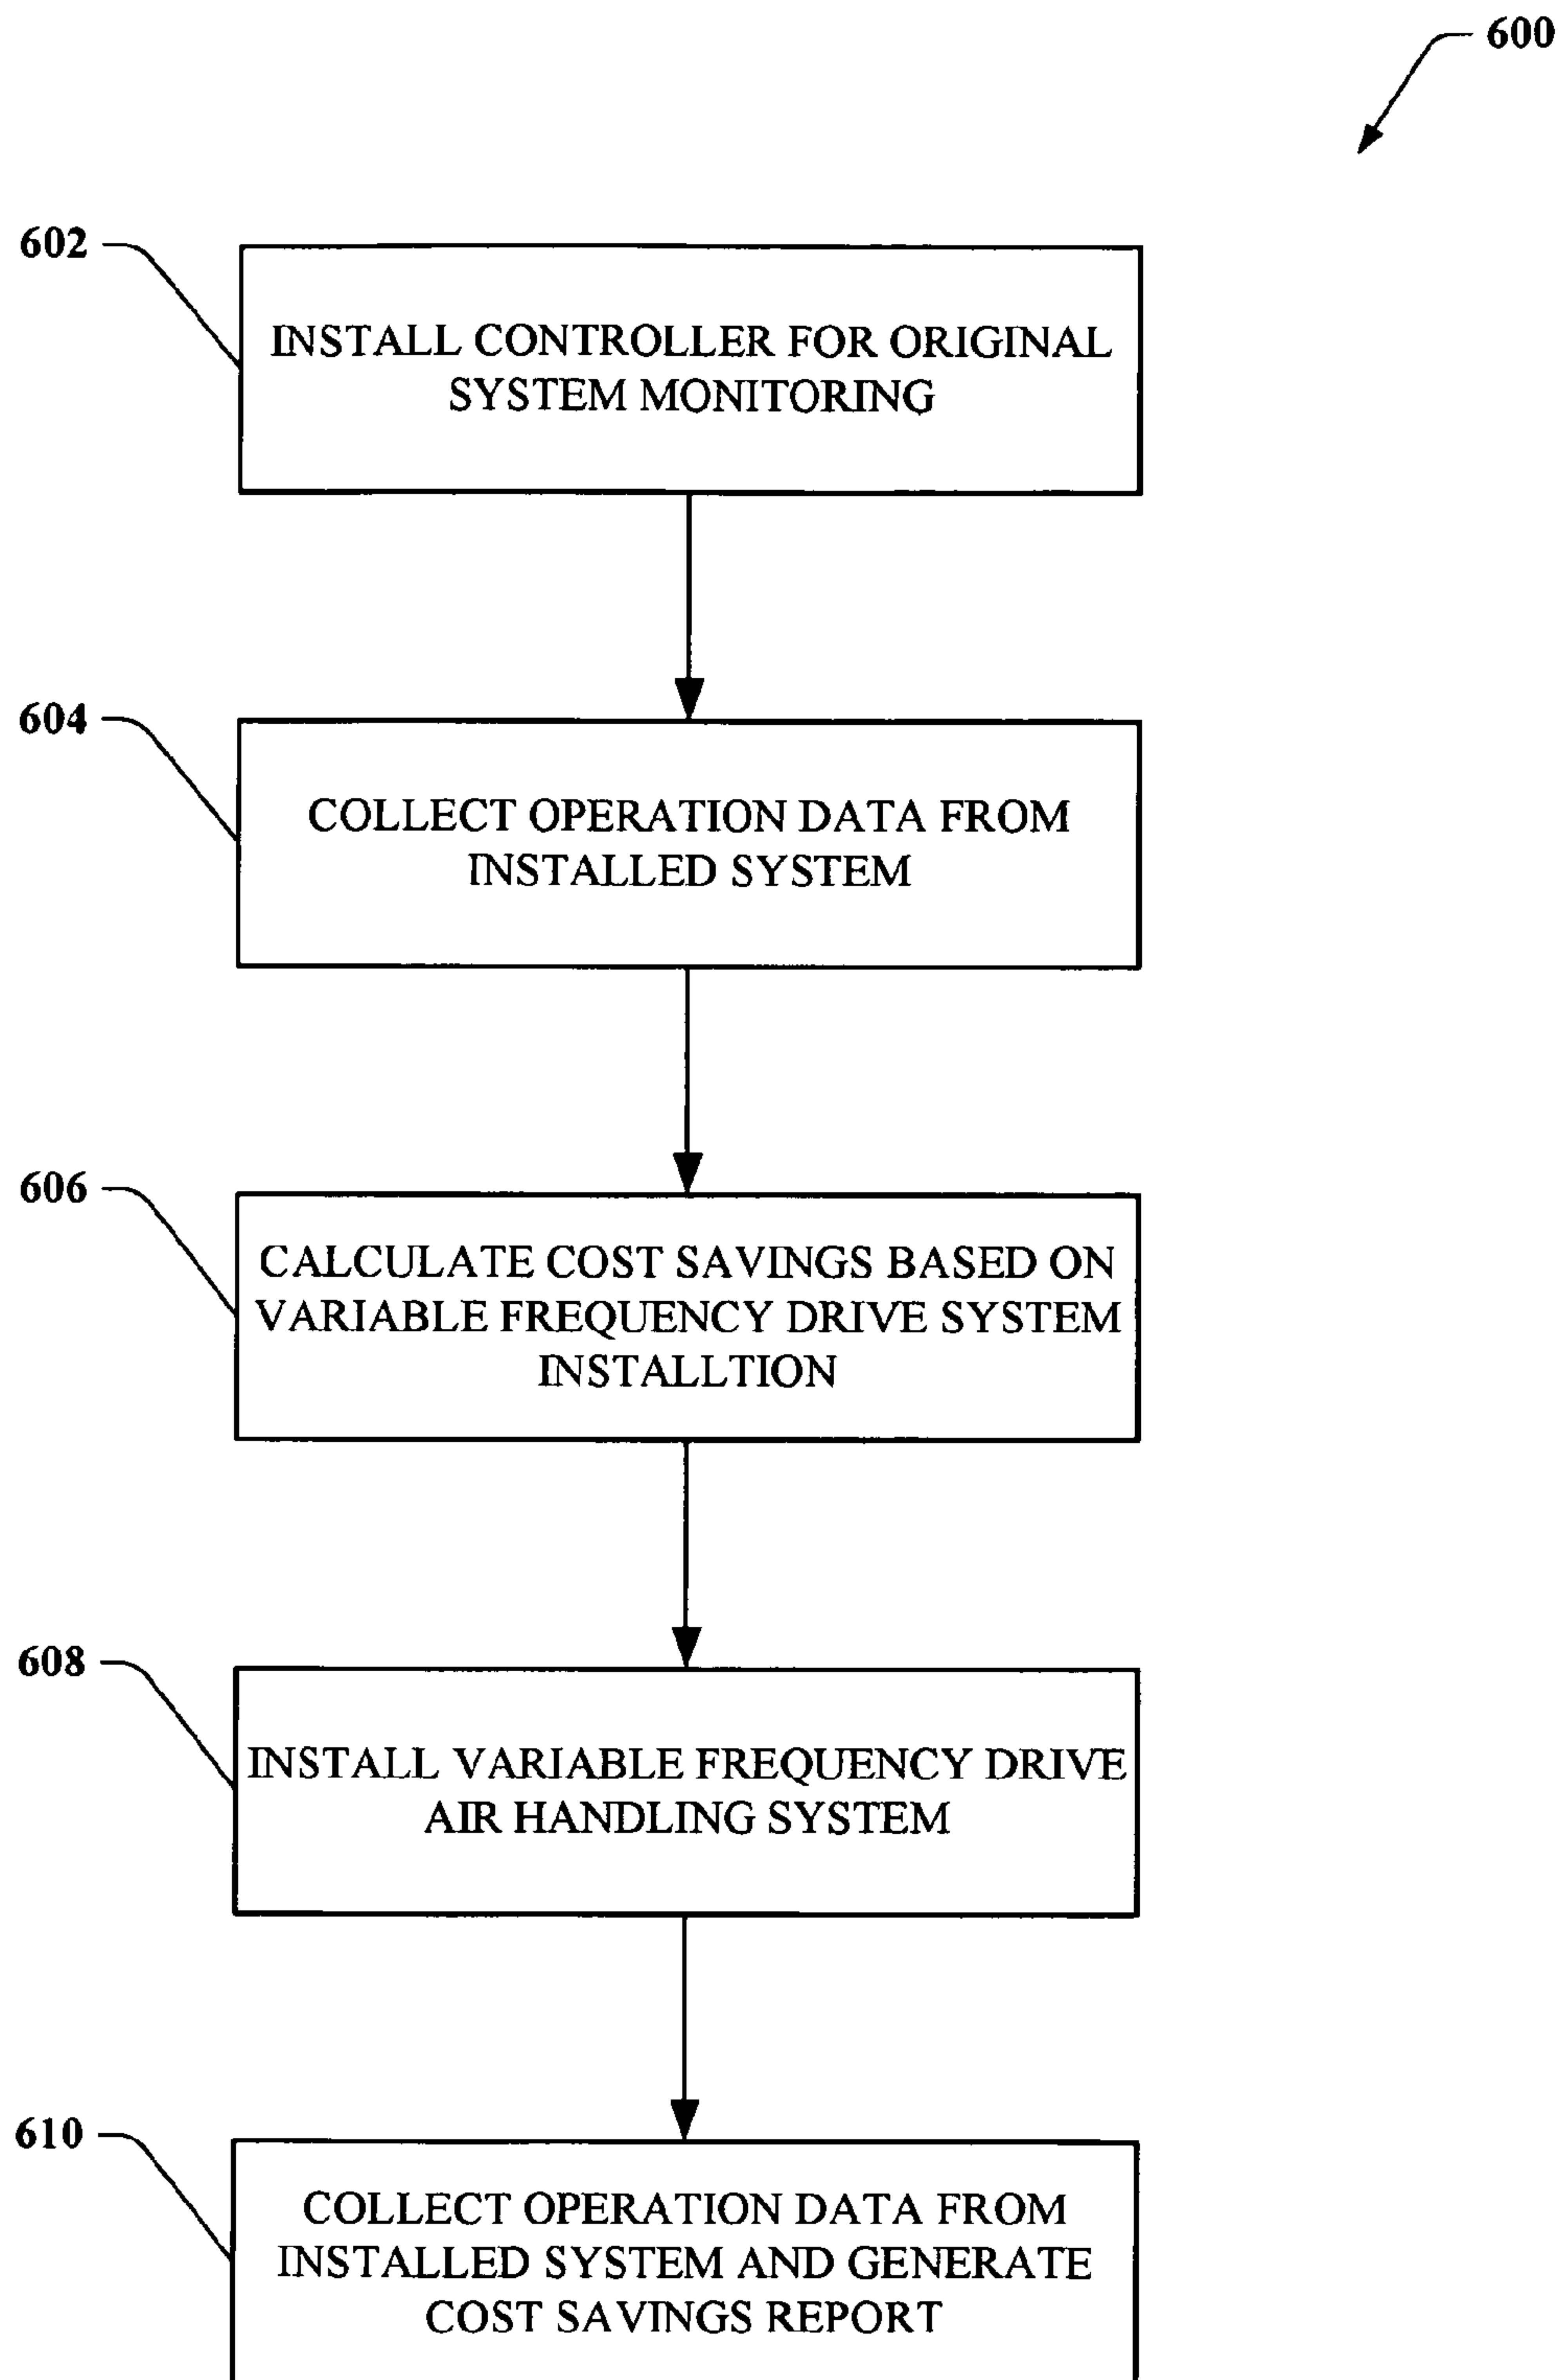 600
602
INSTALL CONTROLLER FOR ORIGINAL
SYSTEM MONITORING
604
COLLECT OPERATION DATA FROM
INSTALLED SYSTEM
606
CALCULATE COST SAVINGS BASED ON
VARIABLE FREQUENCY DRIVE SYSTEM
INSTALLTION
608
INSTALL VARIABLE FREQUENCY DRIVE
AIR HANDLING SYSTEM
610
COLLECT OPERATION DATA FROM
INSTALLED SYSTEM AND GENERATE
COST SAVINGS REPORT